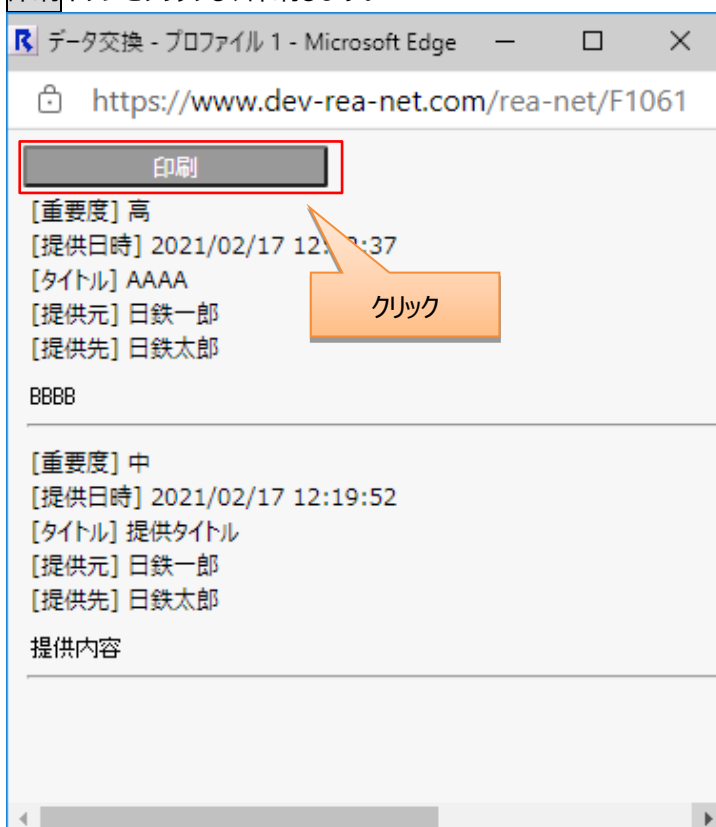 データ交換 - プロファイル 1 - Microsoft Edge
https://www.dev-rea-net.com/rea-net/F1061
印刷
[重要度] 高
[提供日時] 2021/02/17 :37
[タイトル] AAAA
クリック
[提供元] 日鉄一郎
[提供先] 日鉄太郎
BBBB
[重要度] 中
[提供日時] 2021/02/17 12:19:52
[タイトル] 提供タイトル
[提供元] 日鉄一郎
[提供先] 日鉄太郎
提供内容